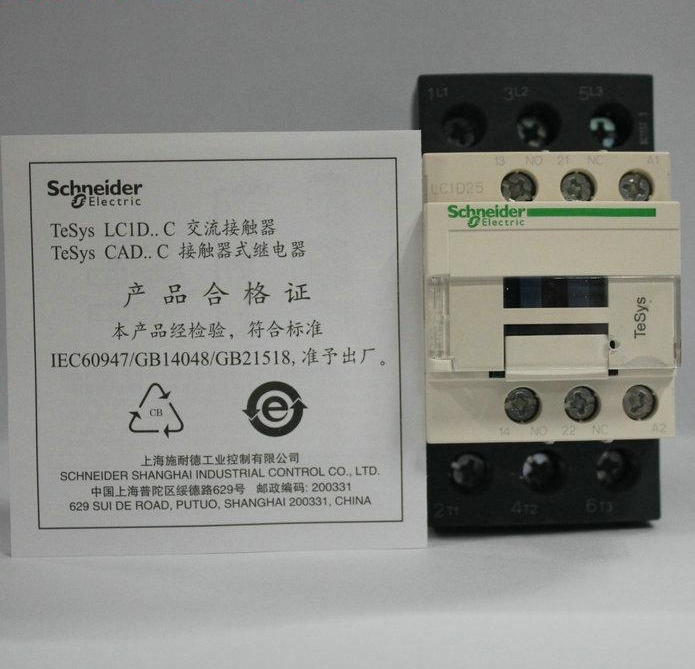 Schneider
Electric
TeSys LC1D.. C 交流接触器
TeSys CAD.. C 接触器式继电器
产品合格证
本产品经检验，符合标准
IEC60947/GB14048/GB21518, 准予出厂。
CB
e
上海施耐德工业控制有限公司
SCHNEIDER SHANGHAI INDUSTRIAL CONTROL CO., LTD.
中国上海普陀区绥德路629号 邮政编码: 200331
629 SUI DE ROAD, PUTUO, SHANGHAI 200331, CHINA
1L1 3L2 5L3
13 NO 21 NC A1
LC1D25
Schneider
Electric
TeSys
14 NO 22 NC A2
2T1 4T2 6T3